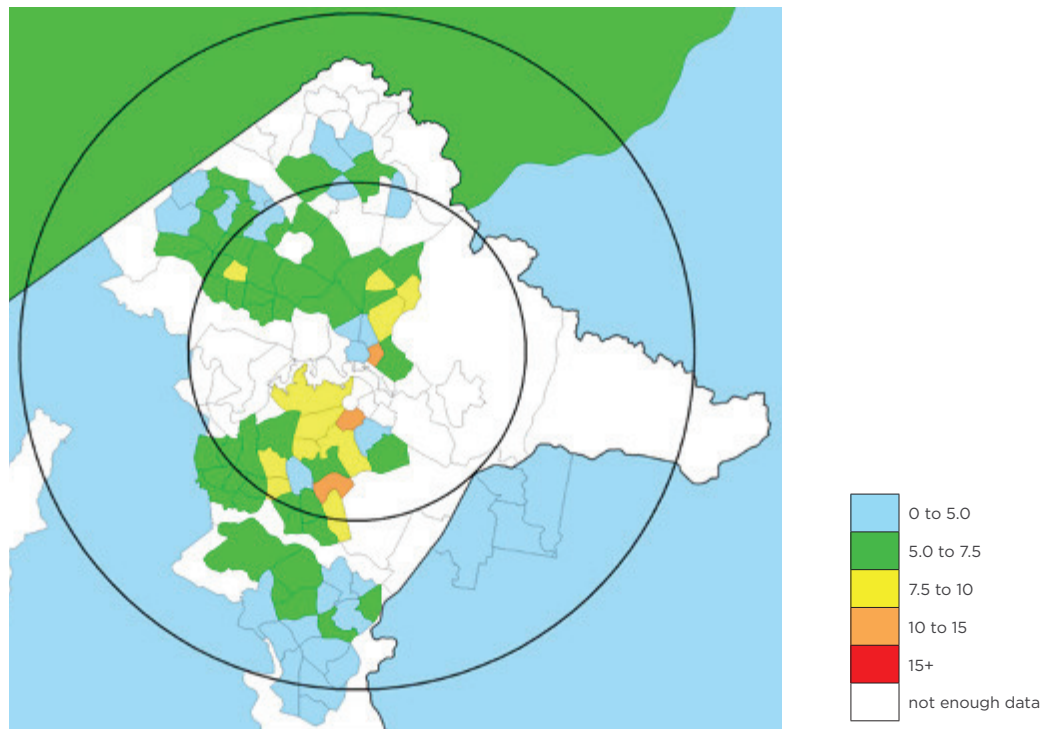 0 to 5.0
5.0 to 7.5
7.5 to 10
10 to 15
15+
not enough data